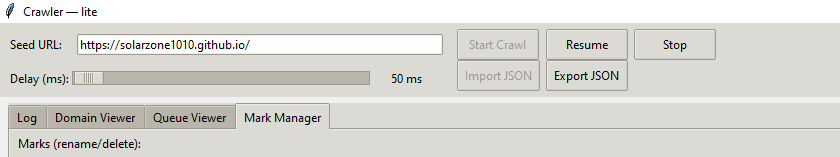 Crawler — lite
Seed URL: https://solarzone1010.github.io/ Start Crawl Resume Stop
Delay (ms): 50 ms Import JSON Export JSON
Log Domain Viewer Queue Viewer Mark Manager
Marks (rename/delete):